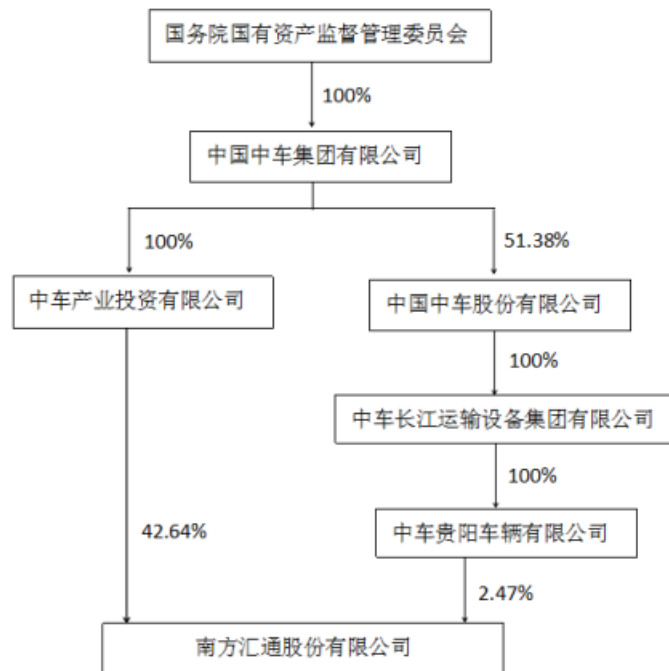 国务院国有资产监督管理委员会
100%
中国中车集团有限公司
100%
51.38%
中车产业投资有限公司
中国中车股份有限公司
100%
中车长江运输设备集团有限公司
100%
中车贵阳车辆有限公司
42.64%
2.47%
南方汇通股份有限公司